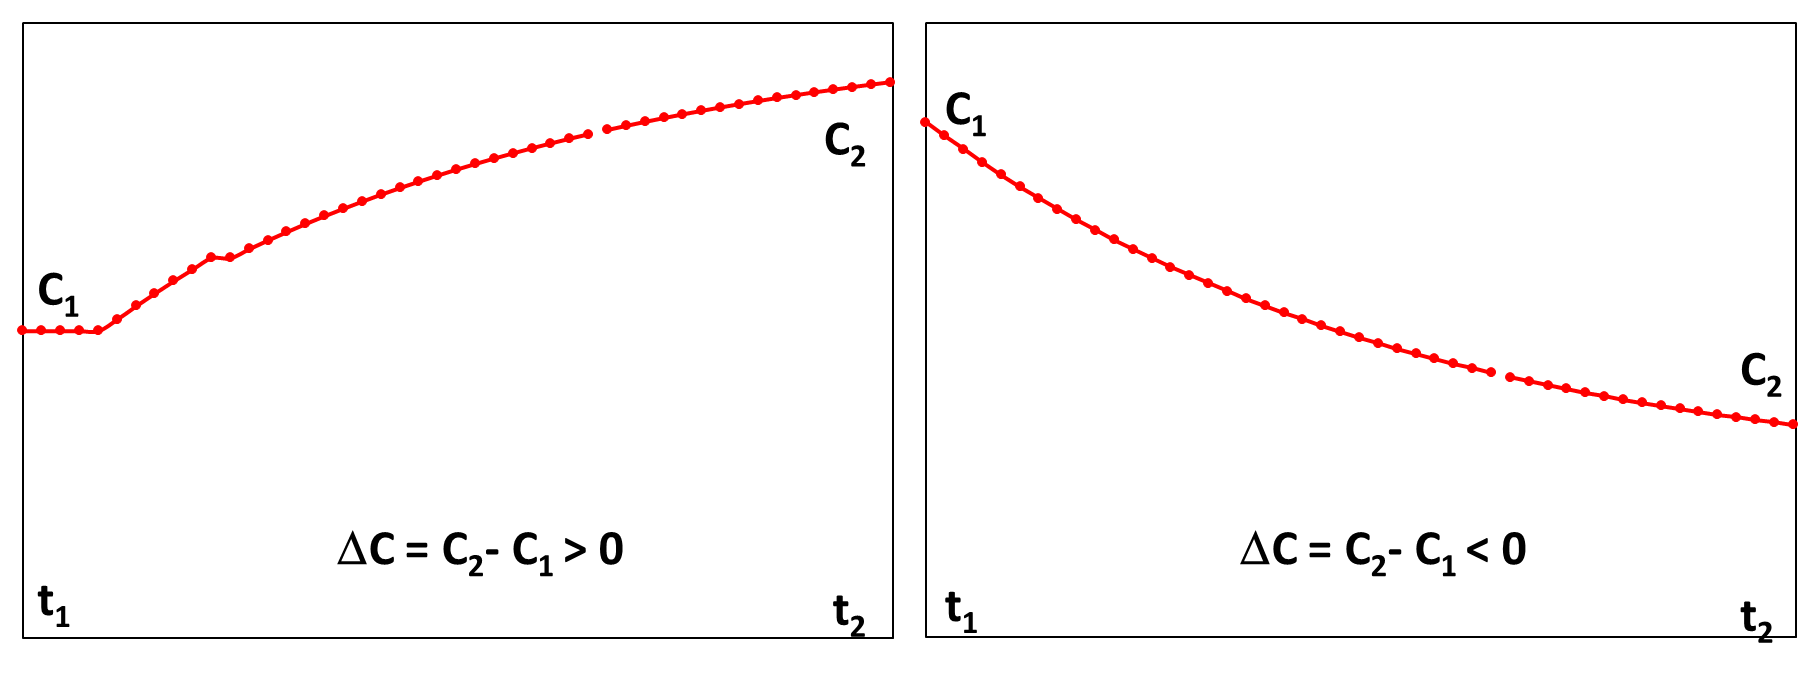 C₁
C₂
ΔC = C₂- C₁ > 0
t₁
t₂
C₁
C₂
ΔC = C₂- C₁ < 0
t₁
t₂